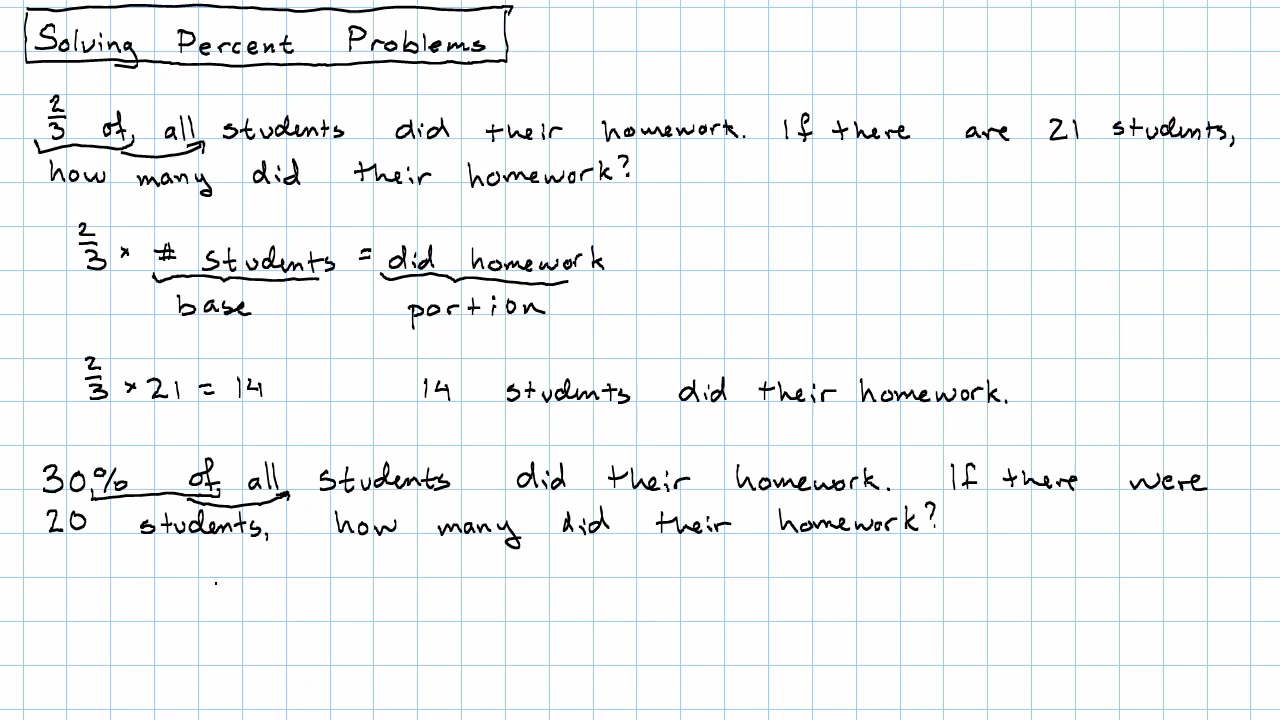 Solving Percent Problems
2/3 of all students did their homework. If there are 21 students,
how many did their homework?
2/3 * # students = did homework
base portion
2/3 * 21 = 14 14 students did their homework.
30% of all students did their homework. If there were
20 students, how many did their homework?